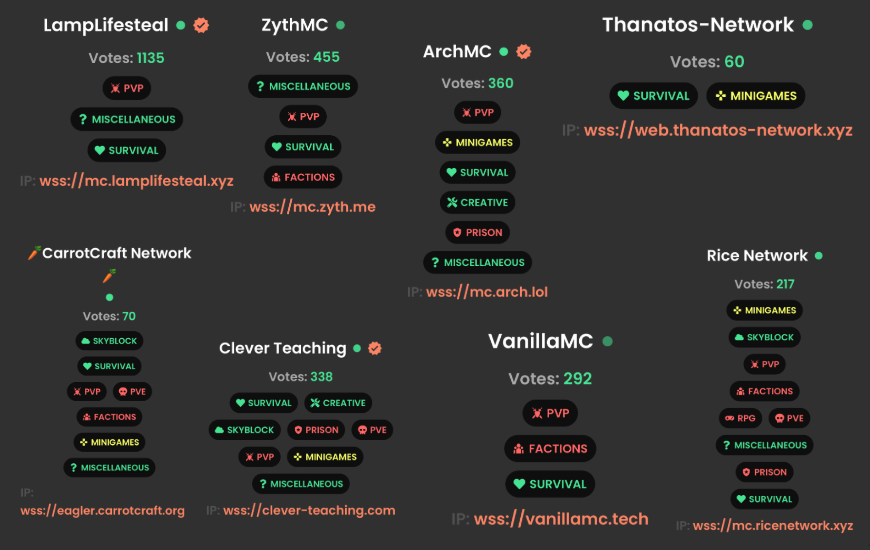 LampLifesteal
Votes: 1135
PVP
? MISCELLANEOUS
SURVIVAL
IP: wss://mc.lamplifesteal.xyz
ZythMC
Votes: 455
? MISCELLANEOUS
PVP
SURVIVAL
FACTIONS
IP: wss://mc.zyth.me
ArchMC
Votes: 360
PVP
MINIGAMES
SURVIVAL
CREATIVE
PRISON
? MISCELLANEOUS
IP: wss://mc.arch.lol
Thanatos-Network
Votes: 60
SURVIVAL MINIGAMES
IP: wss://web.thanatos-network.xyz
🥕CarrotCraft Network
🥕
Votes: 70
SKYBLOCK
SURVIVAL
PVP PVE
FACTIONS
MINIGAMES
? MISCELLANEOUS
IP:
wss://eagler.carrotcraft.org
Clever Teaching
Votes: 338
SURVIVAL CREATIVE
SKYBLOCK PRISON PVE
PVP MINIGAMES
? MISCELLANEOUS
IP: wss://clever-teaching.com
VanillaMC
Votes: 292
PVP
FACTIONS
SURVIVAL
IP: wss://vanillamc.tech
Rice Network
Votes: 217
MINIGAMES
SKYBLOCK
PVP
FACTIONS
RPG PVE
? MISCELLANEOUS
PRISON
SURVIVAL
IP: wss://mc.ricenetwork.xyz